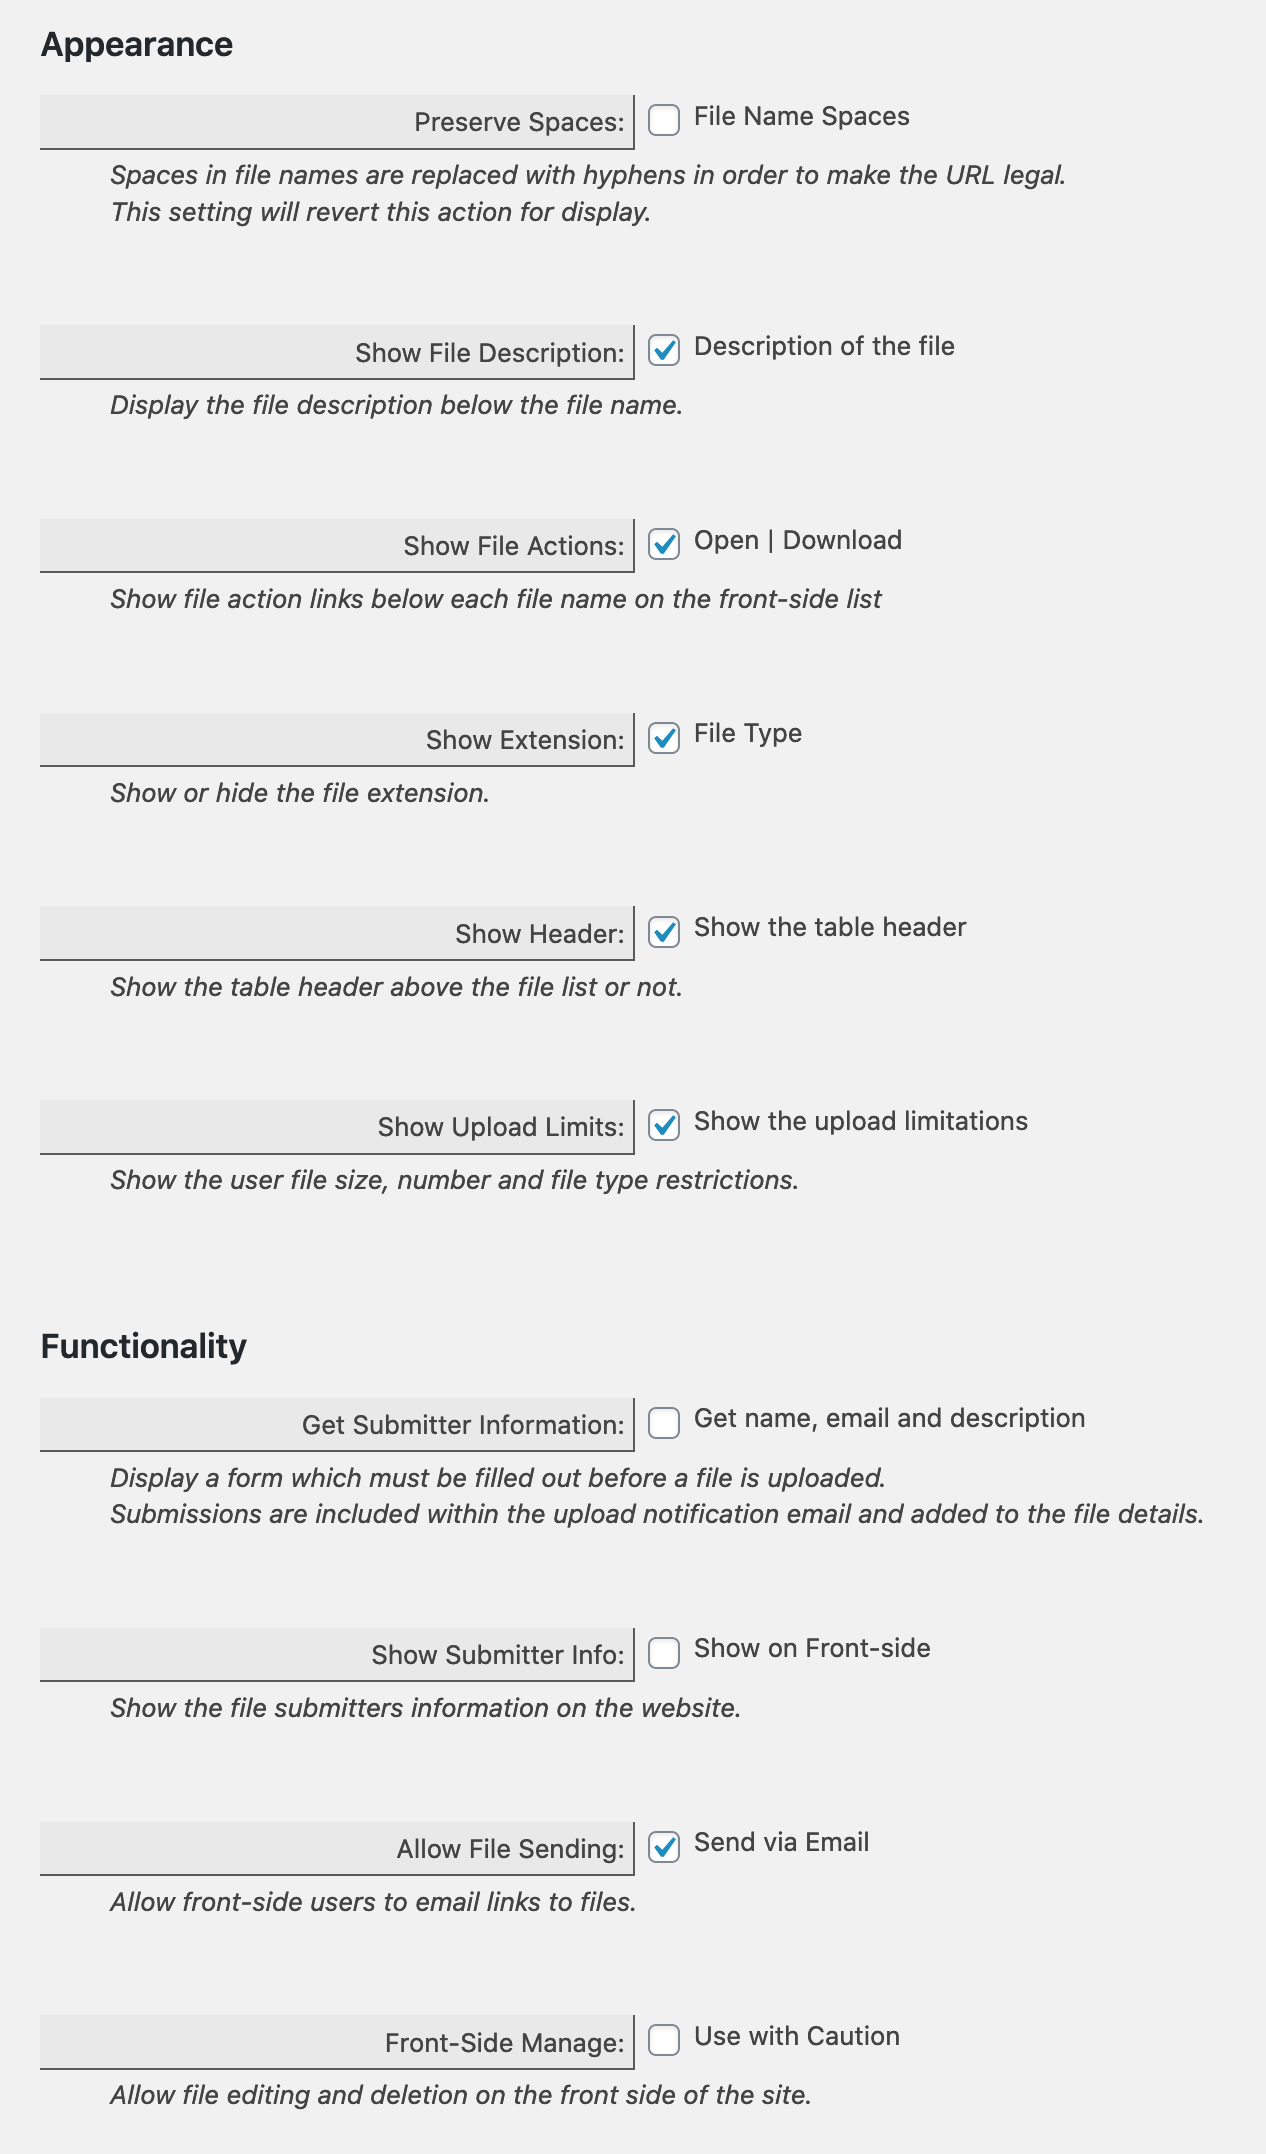 Appearance
Preserve Spaces: File Name Spaces
Spaces in file names are replaced with hyphens in order to make the URL legal.
This setting will revert this action for display.
Show File Description: Description of the file
Display the file description below the file name.
Show File Actions: Open | Download
Show file action links below each file name on the front-side list
Show Extension: File Type
Show or hide the file extension.
Show Header: Show the table header
Show the table header above the file list or not.
Show Upload Limits: Show the upload limitations
Show the user file size, number and file type restrictions.
Functionality
Get Submitter Information: Get name, email and description
Display a form which must be filled out before a file is uploaded.
Submissions are included within the upload notification email and added to the file details.
Show Submitter Info: Show on Front-side
Show the file submitters information on the website.
Allow File Sending: Send via Email
Allow front-side users to email links to files.
Front-Side Manage: Use with Caution
Allow file editing and deletion on the front side of the site.